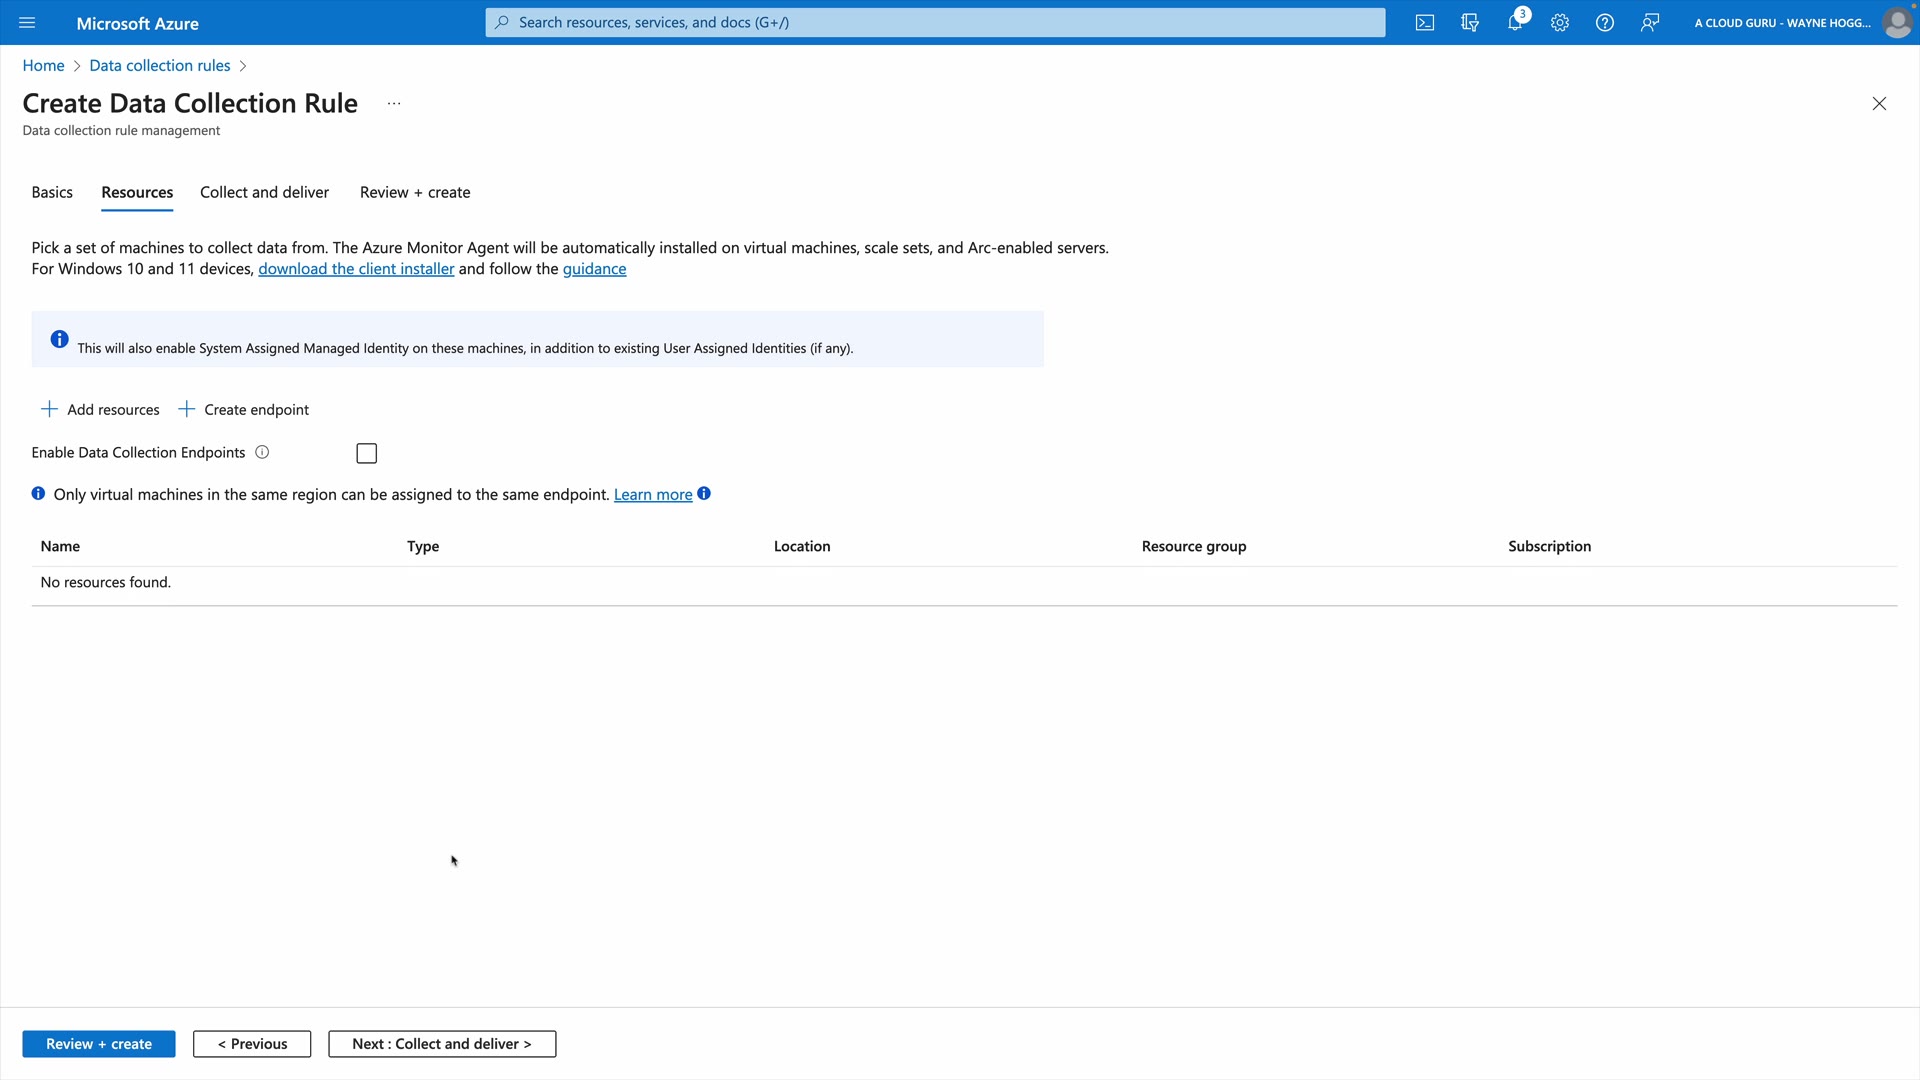 Microsoft Azure
Search resources, services, and docs (G+/)
3
A CLOUD GURU - WAYNE HOGG...
Home > Data collection rules >
Create Data Collection Rule ...
Data collection rule management
Basics Resources Collect and deliver Review + create
Pick a set of machines to collect data from. The Azure Monitor Agent will be automatically installed on virtual machines, scale sets, and Arc-enabled servers.
For Windows 10 and 11 devices, download the client installer and follow the guidance
This will also enable System Assigned Managed Identity on these machines, in addition to existing User Assigned Identities (if any).
+ Add resources + Create endpoint
Enable Data Collection Endpoints
Only virtual machines in the same region can be assigned to the same endpoint. Learn more
Name Type Location Resource group Subscription
No resources found.
Review + create < Previous Next : Collect and deliver >